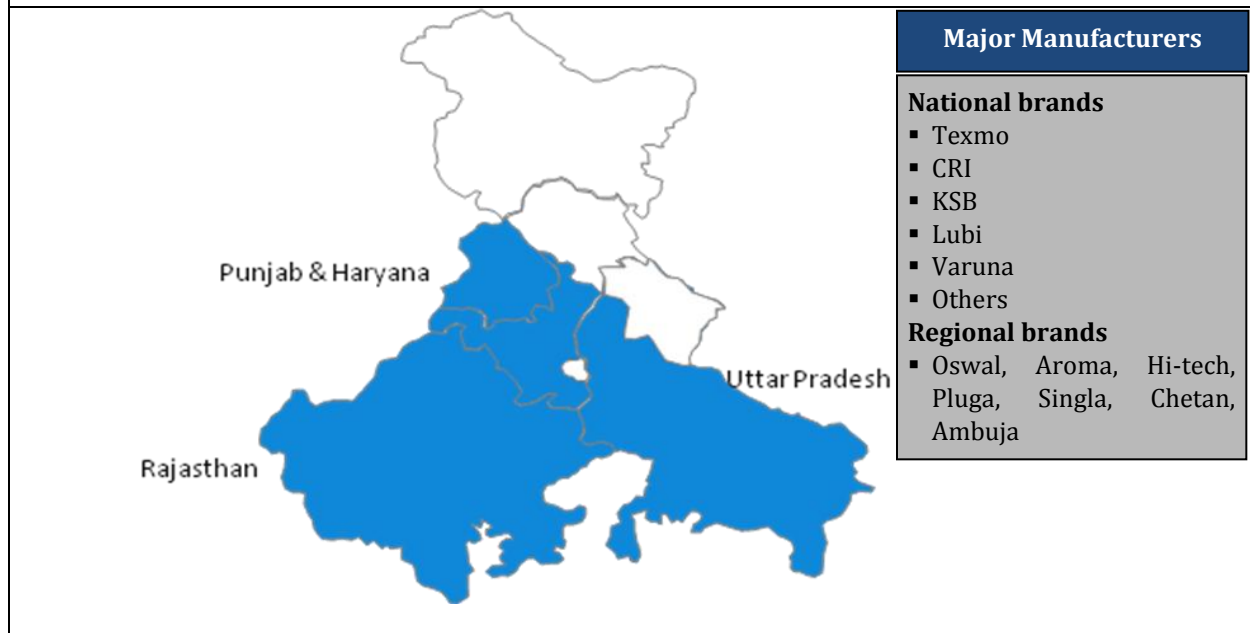 Punjab & Haryana
Uttar Pradesh
Rajasthan
Major Manufacturers
National brands
▪ Texmo
▪ CRI
▪ KSB
▪ Lubi
▪ Varuna
▪ Others
Regional brands
▪ Oswal, Aroma, Hi-tech,
Pluga, Singla, Chetan,
Ambuja